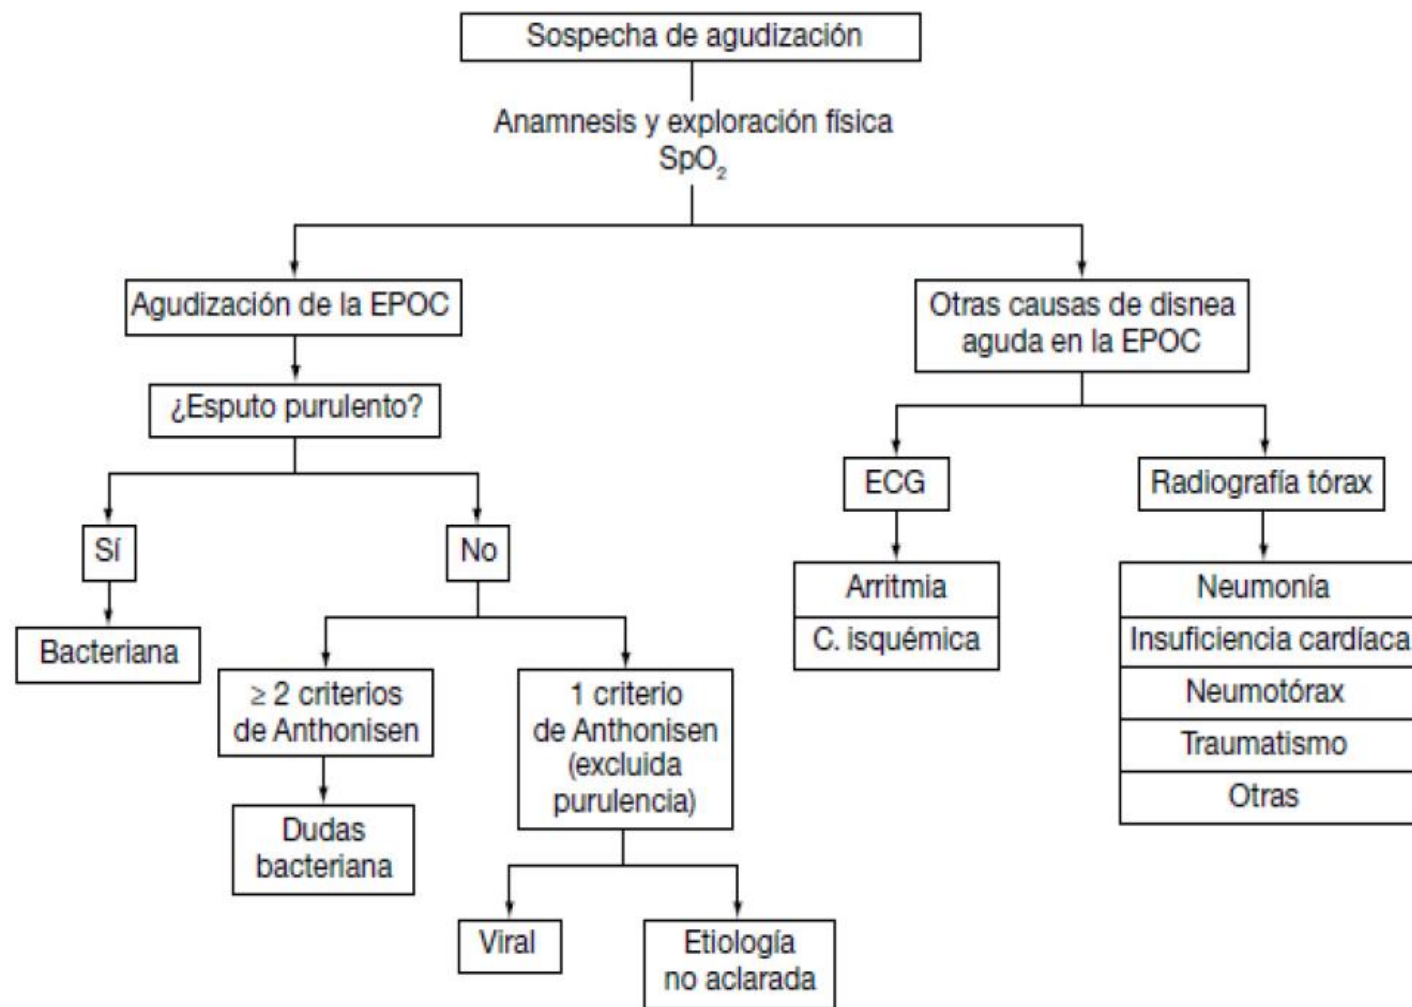 Sospecha de agudización
Anamnesis y exploración física
SpO₂
Agudización de la EPOC
Otras causas de disnea
aguda en la EPOC
¿Esputo purulento?
ECG
Radiografía tórax
Sí
No
Arritmia
C. isquémica
Neumonía
Insuficiencia cardíaca
Neumotórax
Traumatismo
Otras
Bacteriana
≥ 2 criterios
de Anthonisen
1 criterio
de Anthonisen
(excluida
purulencia)
Dudas
bacteriana
Viral
Etiología
no aclarada